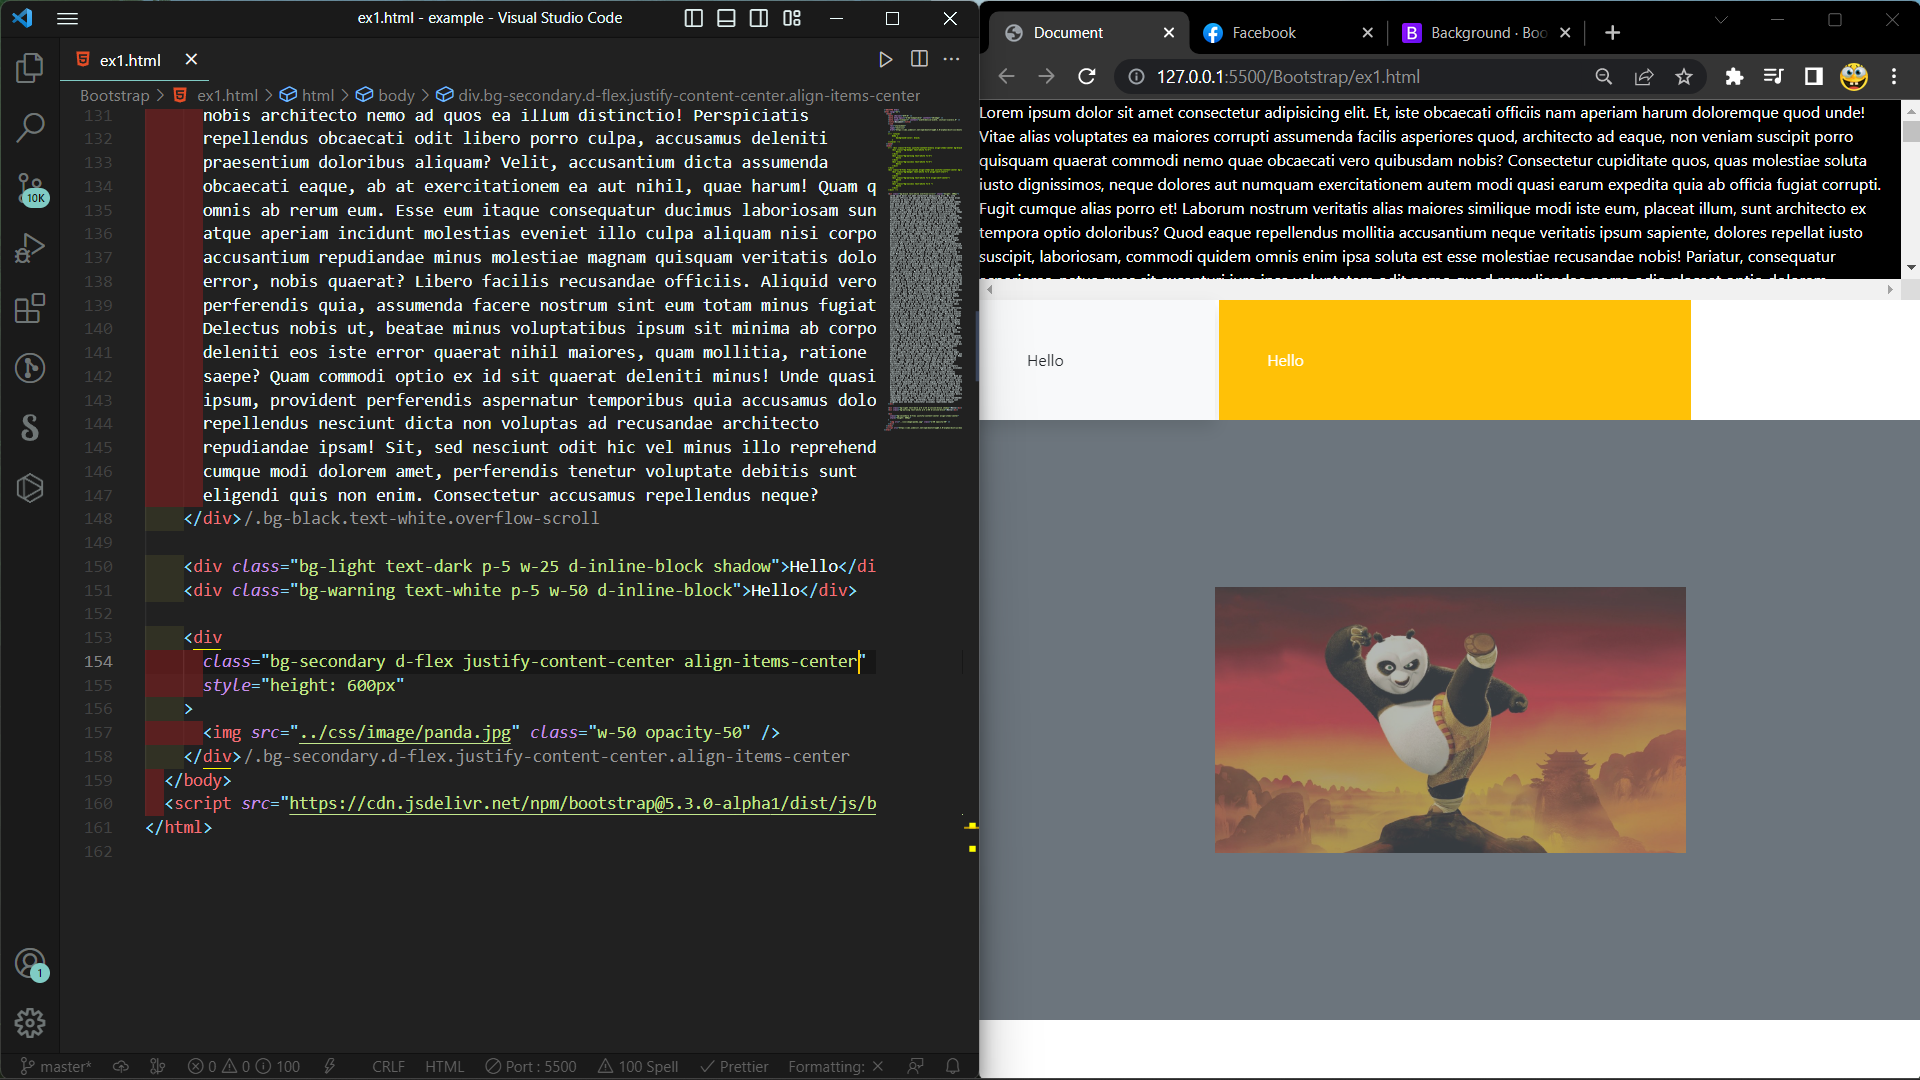 ex1.html - example - Visual Studio Code
ex1.html
Bootstrap > ex1.html > html > body > div.bg-secondary.d-flex.justify-content-center.align-items-center
131 nobis architecto nemo ad quos ea illum distinctio! Perspiciatis
132 repellendus obcaecati odit libero porro culpa, accusamus deleniti
133 praesentium doloribus aliquam? Velit, accusantium dicta assumenda
134 obcaecati eaque, ab at exercitationem ea aut nihil, quae harum! Quam q
135 omnis ab rerum eum. Esse eum itaque consequatur ducimus laboriosam sun
136 atque aperiam incidunt molestias eveniet illo culpa aliquam nisi corpo
137 accusantium repudiandae minus molestiae magnam quisquam veritatis dolo
138 error, nobis quaerat? Libero facilis recusandae officiis. Aliquid vero
139 perferendis quia, assumenda facere nostrum sint eum totam minus fugiat
140 Delectus nobis ut, beatae minus voluptatibus ipsum sit minima ab corpo
141 deleniti eos iste error quaerat nihil maiores, quam mollitia, ratione
142 saepe? Quam commodi optio ex id sit quaerat deleniti minus! Unde quasi
143 ipsum, provident perferendis aspernatur temporibus quia accusamus dolo
144 repellendus nesciunt dicta non voluptas ad recusandae architecto
145 repudiandae ipsam! Sit, sed nesciunt odit hic vel minus illo reprehend
146 cumque modi dolorem amet, perferendis tenetur voluptate debitis sunt
147 eligendi quis non enim. Consectetur accusamus repellendus neque?
148 </div>/.bg-black.text-white.overflow-scroll
149
150 <div class="bg-light text-dark p-5 w-25 d-inline-block shadow">Hello</di
151 <div class="bg-warning text-white p-5 w-50 d-inline-block">Hello</div>
152
153 <div
154 class="bg-secondary d-flex justify-content-center align-items-center"
155 style="height: 600px"
156 >
157 <img src="../css/image/panda.jpg" class="w-50 opacity-50" />
158 </div>/.bg-secondary.d-flex.justify-content-center.align-items-center
159 </body>
160 <script src="https://cdn.jsdelivr.net/npm/bootstrap@5.3.0-alpha1/dist/js/b
161 </html>
162
10K
1
master* 0 0 100 CRLF HTML Port : 5500 100 Spell Prettier Formatting: ×
Document Facebook Background · Boo
127.0.0.1:5500/Bootstrap/ex1.html
Lorem ipsum dolor sit amet consectetur adipisicing elit. Et, iste obcaecati officiis nam aperiam harum doloremque quod unde!
Vitae alias voluptates ea maiores corrupti assumenda facilis asperiores quod, architecto ad eaque, non veniam suscipit porro
quisquam quaerat commodi nemo quae obcaecati vero quibusdam nobis? Consectetur cupiditate quos, quas molestiae soluta
iusto dignissimos, neque dolores aut numquam exercitationem autem modi quasi earum expedita quia ab officia fugiat corrupti.
Fugit cumque alias porro et! Laborum nostrum veritatis alias maiores similique modi iste eum, placeat illum, sunt architecto ex
tempora optio doloribus? Quod eaque repellendus mollitia accusantium neque veritatis ipsum sapiente, dolores repellat iusto
suscipit, laboriosam, commodi quidem omnis enim ipsa soluta est esse molestiae recusandae nobis! Pariatur, consequatur
Hello
Hello